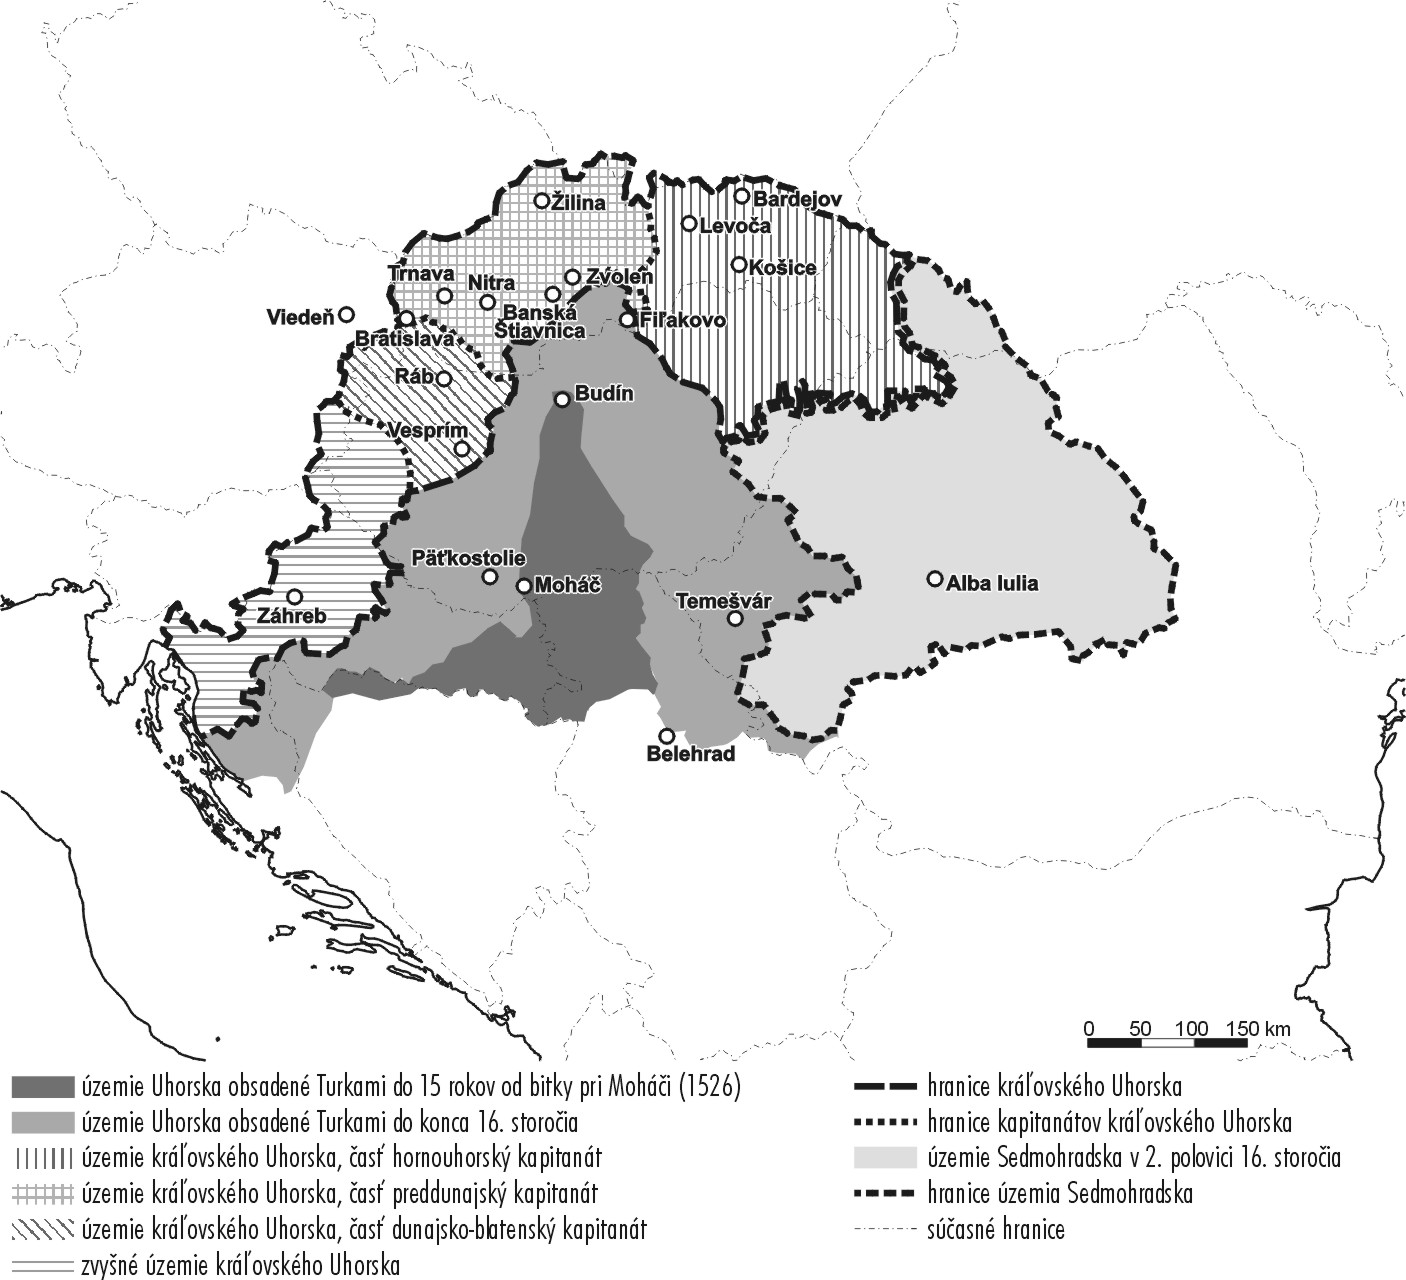 Žilina
Bardejov
Levoča
Košice
Trnava
Nitra
Zvolen
Viedeň
Banská
Štiavnica
Fiľakovo
Bratislava
Ráb
Budín
Vesprím
Päťkostolie
Moháč
Alba Iulia
Temešvár
Záhreb
Belehrad
0 50 100 150 km
územie Uhorska obsadené Turkami do 15 rokov od bitky pri Moháči (1526)
územie Uhorska obsadené Turkami do konca 16. storočia
územie kráľovského Uhorska, časť hornouhorský kapitanát
územie kráľovského Uhorska, časť preddunajský kapitanát
územie kráľovského Uhorska, časť dunajsko-blatenský kapitanát
zvyšné územie kráľovského Uhorska
hranice kráľovského Uhorska
hranice kapitanátov kráľovského Uhorska
územie Sedmohradska v 2. polovici 16. storočia
hranice územia Sedmohradska
súčasné hranice